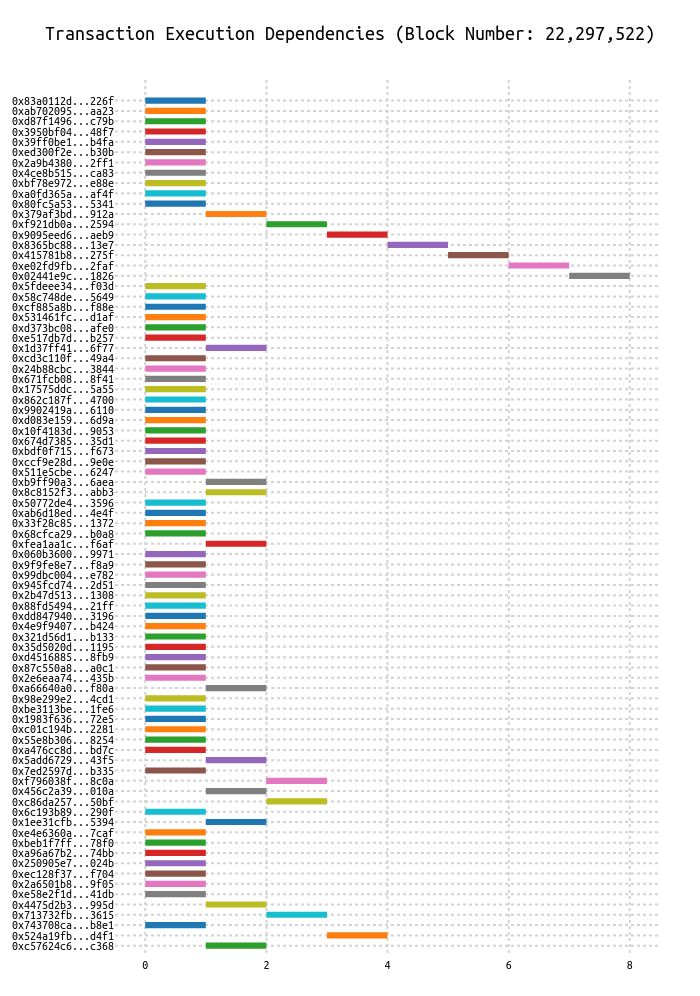 Transaction Execution Dependencies (Block Number: 22,297,522)
0x83a0112d...226f
0xab702095...aa23
0xd87f1496...c79b
0x3950bf04...48f7
0x39ff0be1...b4fa
0xed300f2e...b30b
0x2a9b4380...2ff1
0x4ce8b515...ca83
0xbf78e972...e88e
0xa0fd365a...af4f
0x80fc5a53...5341
0x379af3bd...912a
0xf921db0a...2594
0x9095eed6...aeb9
0x8365bc88...13e7
0x415781b8...275f
0xe02fd9fb...2faf
0x02441e9c...1826
0x5fdeee34...f03d
0x58c748de...5649
0xcf885a8b...f88e
0x531461fc...d1af
0xd373bc08...afe0
0xe517db7d...b257
0x1d37ff41...6f77
0xcd3c110f...49a4
0x24b88cbc...3844
0x671fcb08...8f41
0x17575ddc...5a55
0x862c187f...4700
0x9902419a...6110
0xd083e159...6d9a
0x10f4183d...9053
0x674d7385...35d1
0xbdf0f715...f673
0xccf9e28d...9e0e
0x511e5cbe...6247
0xb9ff90a3...6aea
0x8c8152f3...abb3
0x50772de4...3596
0xab6d18ed...4e4f
0x33f28c85...1372
0x68cfca29...b0a8
0xfea1aa1c...f6af
0x060b3600...9971
0x9f9fe8e7...f8a9
0x99dbc004...e782
0x945fcd74...2d51
0x2b47d513...1308
0x88fd5494...21ff
0xdd847940...3196
0x4e9f9407...b424
0x321d56d1...b133
0x35d5020d...1195
0xd4516885...8fb9
0x87c550a8...a0c1
0x2e6eaa74...435b
0xa66640a0...f80a
0x98e299e2...4cd1
0xbe3113be...1fe6
0x1983f636...72e5
0xc01c194b...2281
0x55e8b306...8254
0xa476cc8d...bd7c
0x5add6729...43f5
0x7ed2597d...b335
0xf796038f...8c0a
0x456c2a39...010a
0xc86da257...50bf
0x6c193b89...290f
0x1ee31cfb...5394
0xe4e6360a...7caf
0xbeb1f7ff...78f0
0xa96a67b2...74bb
0x250905e7...024b
0xec128f37...f704
0x2a6501b8...9f05
0xe58e2f1d...41db
0x4475d2b3...995d
0x713732fb...3615
0x743708ca...b8e1
0x524a19fb...d4f1
0xc57624c6...c368
0 2 4 6 8